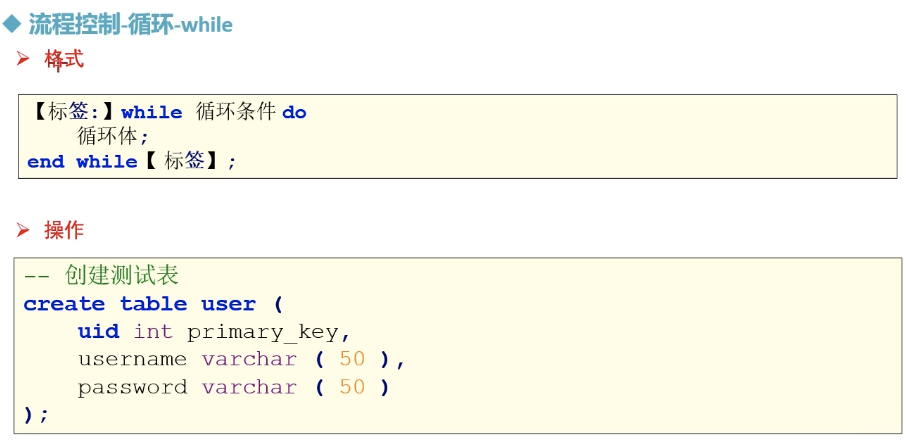 流程控制-循环-while
格式
【标签:】while 循环条件 do
循环体;
end while【 标签】;
操作
-- 创建测试表
create table user (
uid int primary_key,
username varchar ( 50 ),
password varchar ( 50 )
);